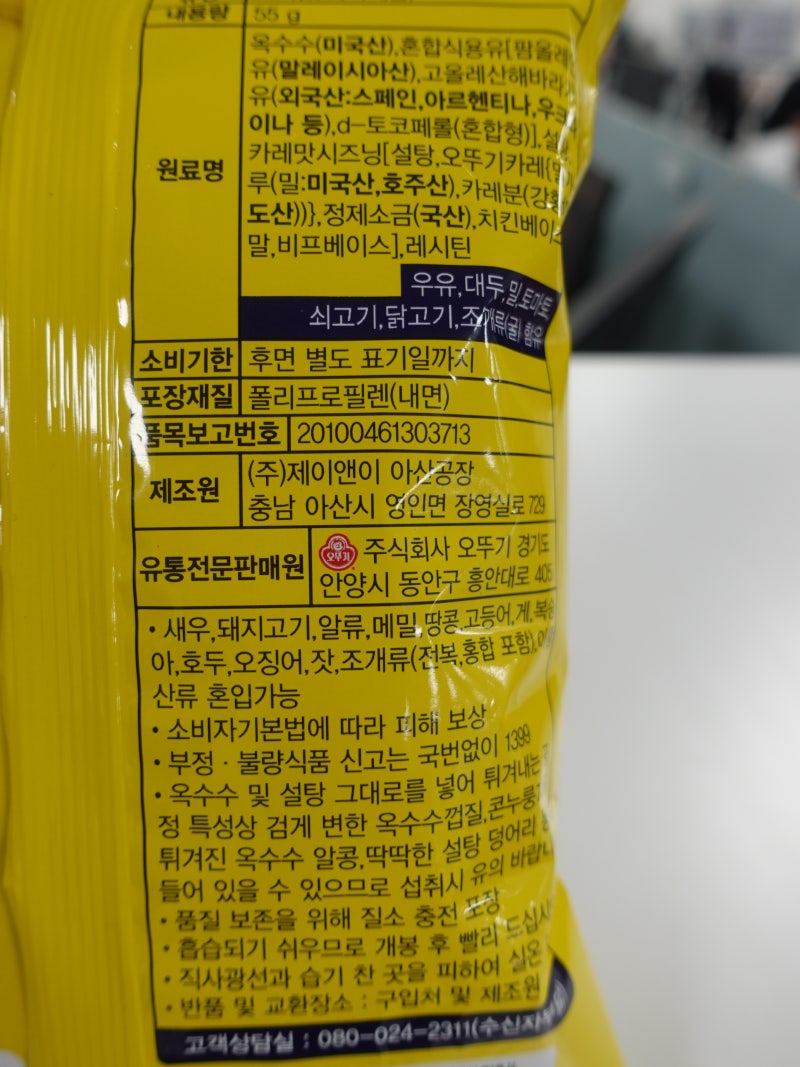 내용량 55 g
원료명
옥수수(미국산),혼합식용유[팜올레
유(말레이시아산),고올레산해바라
유(외국산:스페인,아르헨티나,우크
이나 등),d-토코페롤(혼합형)],설
카레맛시즈닝[설탕,오뚜기카레{
루(밀:미국산,호주산),카레분(강
도산))},정제소금(국산),치킨베이
말,비프베이스],레시틴
우유,대두,밀,토마토,
쇠고기,닭고기,조개류(굴) 함유
소비기한 후면 별도 표기일까지
포장재질 폴리프로필렌(내면)
품목보고번호 20100461303713
제조원 (주)제이앤이 아산공장
충남 아산시 영인면 장영실로 729
유통전문판매원 오뚜기 주식회사 오뚜기 경기도
안양시 동안구 흥안대로 405
• 새우,돼지고기,알류,메밀,땅콩,고등어,게,복숭
아,호두,오징어,잣,조개류(전복,홍합 포함),
산류 혼입가능
• 소비자기본법에 따라 피해 보상
• 부정 · 불량식품 신고는 국번없이 1399
• 옥수수 및 설탕 그대로를 넣어 튀겨내는
정 특성상 검게 변한 옥수수껍질,콘누룽
튀겨진 옥수수 알콩,딱딱한 설탕 덩어리
들어 있을 수 있으므로 섭취시 유의 바랍니
• 품질 보존을 위해 질소 충전 포장
• 흡습되기 쉬우므로 개봉 후 빨리 드십시
• 직사광선과 습기 찬 곳을 피하여 실온
• 반품 및 교환장소 : 구입처 및 제조원
고객상담실 : 080-024-2311(수신자